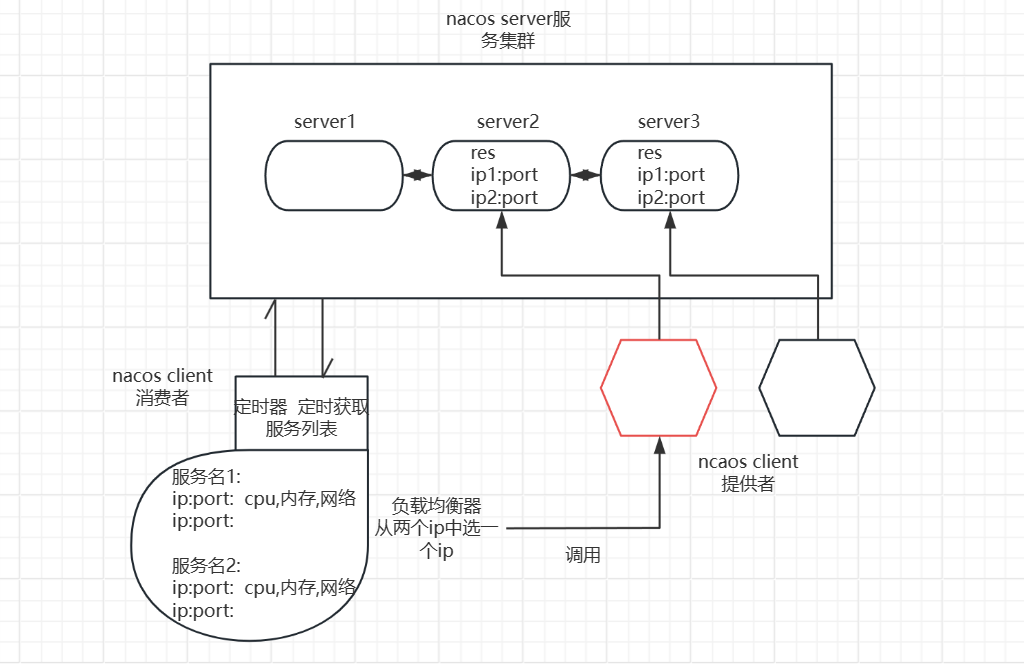 nacos server服
务集群
server1
server2
server3
res
ip1:port
ip2:port
res
ip1:port
ip2:port
nacos client
消费者
定时器 定时获取
服务列表
服务名1:
ip:port: cpu,内存,网络
ip:port:
服务名2:
ip:port: cpu,内存,网络
ip:port:
负载均衡器
从两个ip中选一
个ip
调用
ncaos client
提供者